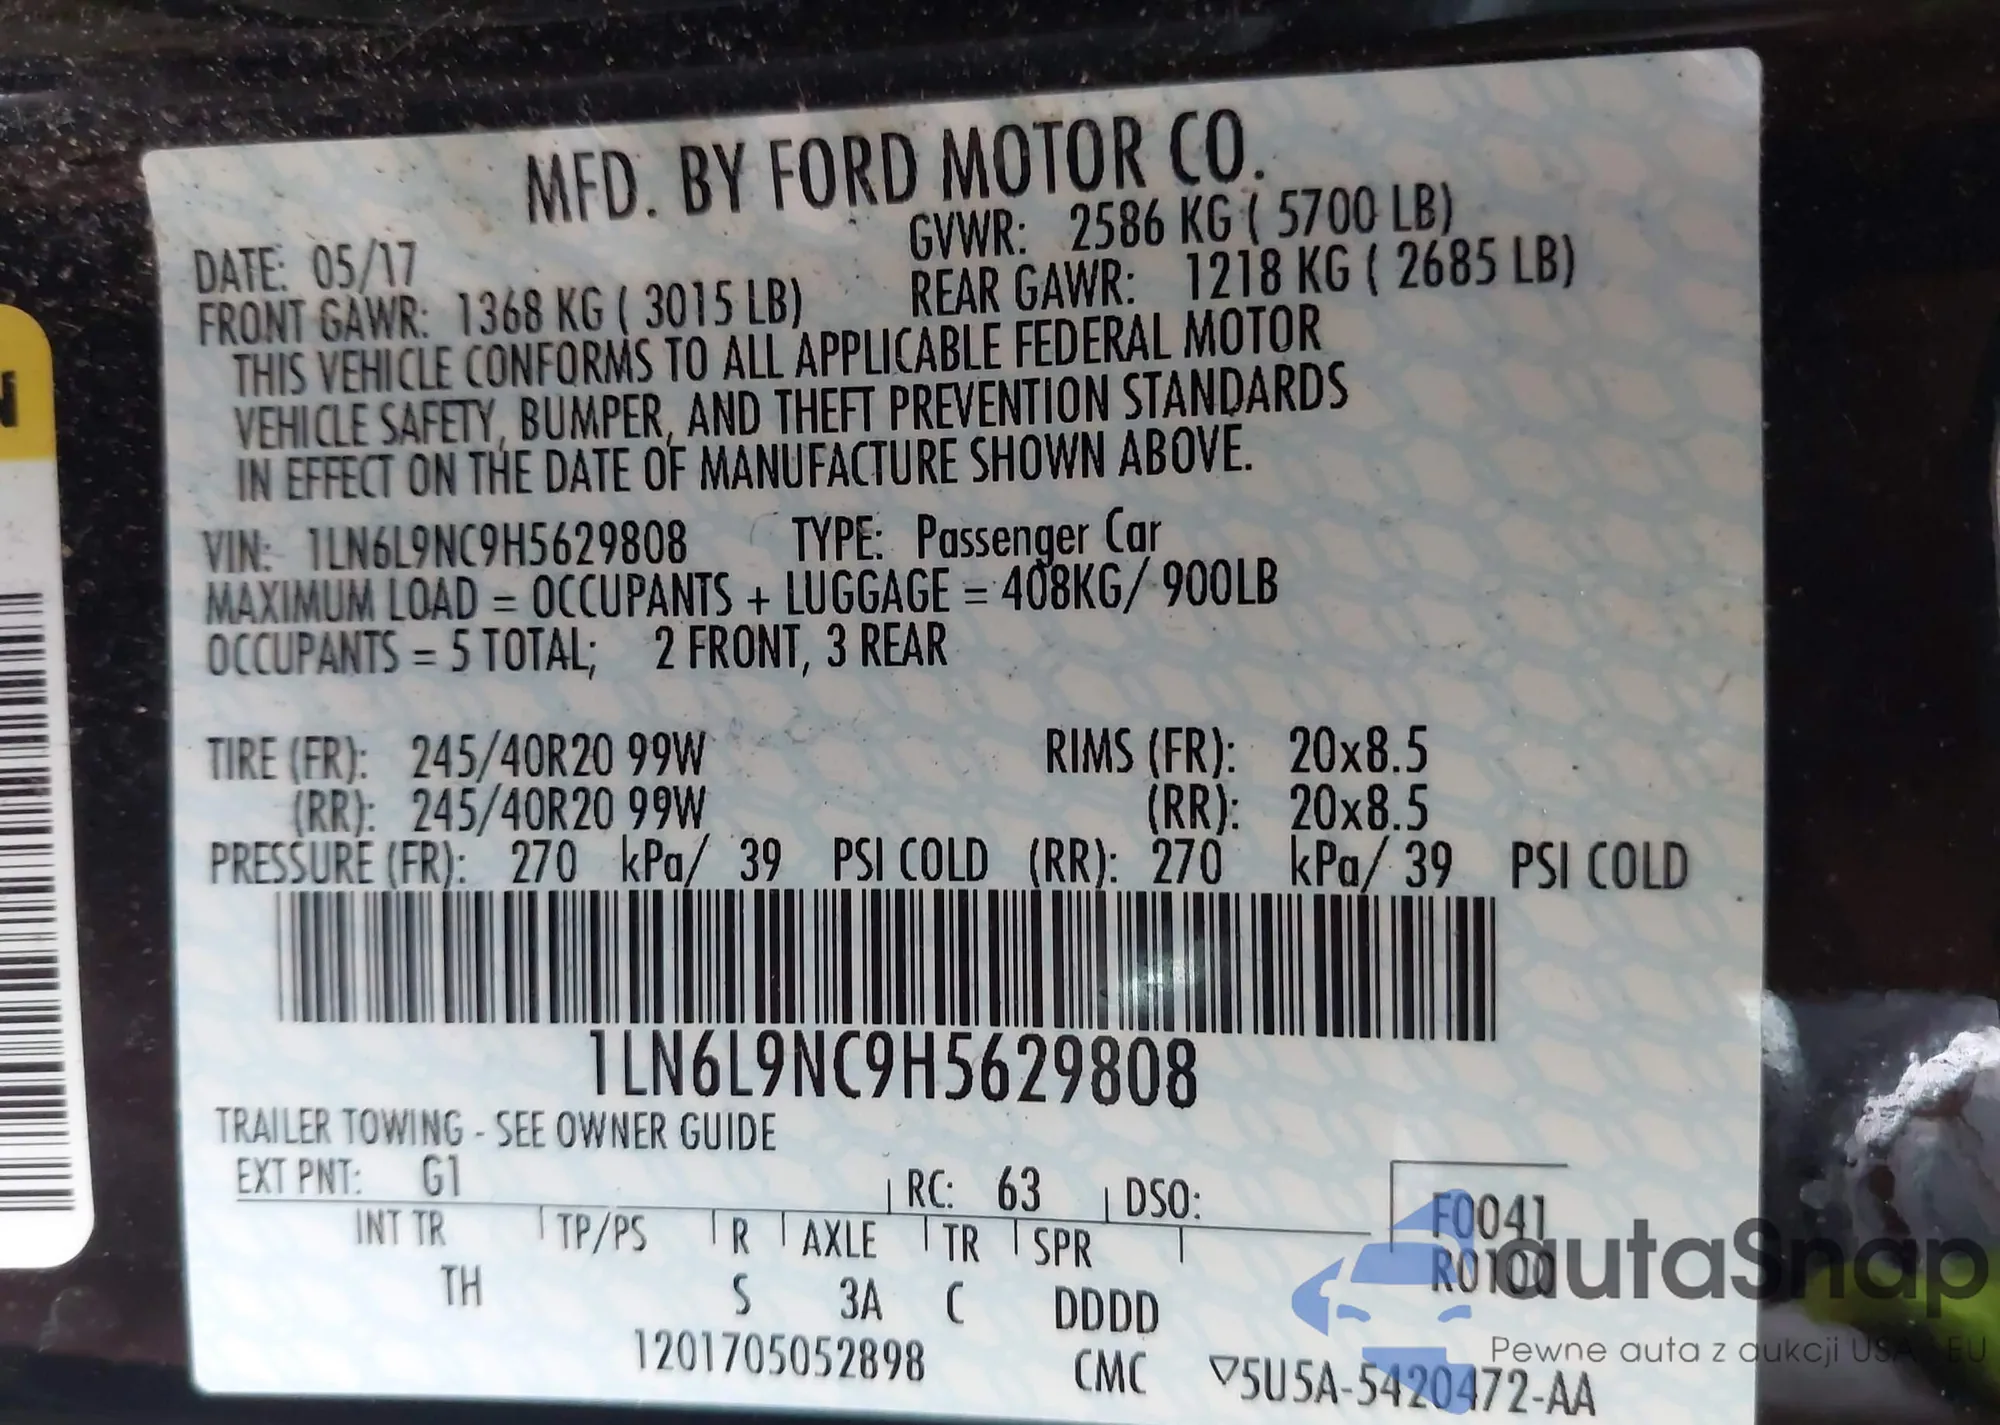 MFD. BY FORD MOTOR CO.
DATE: 05/17
GVWR: 2586 KG ( 5700 LB)
FRONT GAWR: 1368 KG ( 3015 LB)
REAR GAWR: 1218 KG ( 2685 LB)
THIS VEHICLE CONFORMS TO ALL APPLICABLE FEDERAL MOTOR
VEHICLE SAFETY, BUMPER, AND THEFT PREVENTION STANDARDS
IN EFFECT ON THE DATE OF MANUFACTURE SHOWN ABOVE.
VIN: 1LN6L9NC9H5629808 TYPE: Passenger Car
MAXIMUM LOAD = OCCUPANTS + LUGGAGE = 408KG/ 900LB
OCCUPANTS = 5 TOTAL; 2 FRONT, 3 REAR
TIRE (FR): 245/40R20 99W RIMS (FR): 20x8.5
(RR): 245/40R20 99W (RR): 20x8.5
PRESSURE (FR): 270 kPa/ 39 PSI COLD (RR): 270 kPa/ 39 PSI COLD
1LN6L9NC9H5629808
TRAILER TOWING - SEE OWNER GUIDE
EXT PNT: G1 RC: 63 DSO:
F0041
R0100
INT TR TP/PS R AXLE TR SPR
TH S 3A C DDDD
1201705052898 CMC ▽5U5A-5420472-AA
autaSnap
Pewne auta z aukcji USA i EU